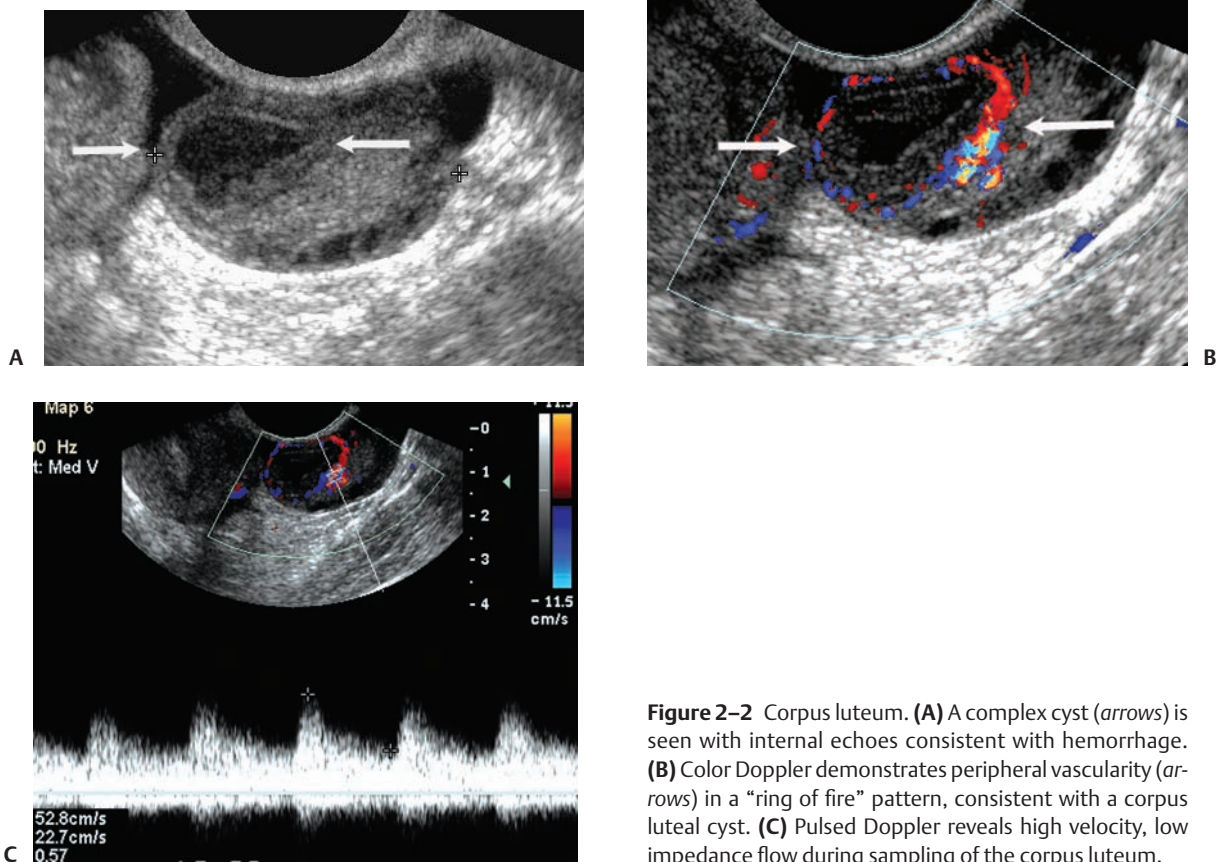 A
B
Map 6
00 Hz
t: Med V
-0
- 1
- 2
- 3
- 4
- 11.5
cm/s
52.8cm/s
22.7cm/s
0.57
C
Figure 2–2 Corpus luteum. (A) A complex cyst (arrows) is
seen with internal echoes consistent with hemorrhage.
(B) Color Doppler demonstrates peripheral vascularity (ar-
rows) in a “ring of fire” pattern, consistent with a corpus
luteal cyst. (C) Pulsed Doppler reveals high velocity, low
impedance flow during sampling of the corpus luteum.